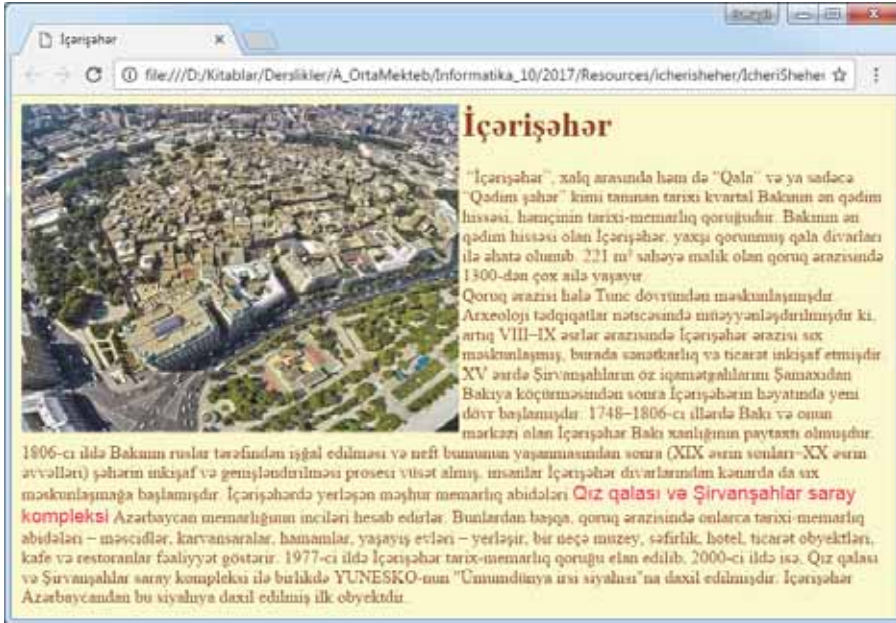 İçərişəhər
file:///D:/Kitablar/Derslikler/A_OrtaMekteb/Informatika_10/2017/Resources/icherisheher/IcheriSheher
İçərişəhər
"İçərişəhər", xalq arasında həm də "Qala" və ya sadəcə
"Qədim şəhər" kimi tanınan tarixi kvartal Bakının ən qədim
hissəsi, həmçinin tarixi-memarlıq qoruğudur. Bakının ən
qədim hissəsi olan İçərişəhər, yaxşı qorunmuş qala divarları
ilə əhatə olunub. 221 m² sahəyə malik olan qoruq ərazisində
1300-dən çox ailə yaşayır.
Qoruq ərazisi hələ Tunc dövründən məskunlaşmışdır.
Arxeoloji tədqiqatlar nəticəsində müəyyənləşdirilmişdir ki,
artıq VIII–IX əsrlər ərazisində İçərişəhər ərazisi sıx
məskunlaşmış, burada sənətkarlıq və ticarət inkişaf etmişdir.
XV əsrdə Şirvanşahların öz iqamətgahlarını Şamaxıdan
Bakıya köçürməsindən sonra İçərişəhərin həyatında yeni
dövr başlamışdır. 1748–1806-cı illərdə Bakı və onun
mərkəzi olan İçərişəhər Bakı xanlığının paytaxtı olmuşdur.
1806-cı ildə Bakının ruslar tərəfindən işğal edilməsi və neft bumunun yaşanmasından sonra (XIX əsrin sonları–XX əsrin
əvvəlləri) şəhərin inkişaf və genişləndirilməsi prosesi vüsət almış, insanlar İçərişəhər divarlarından kənarda da sıx
məskunlaşmağa başlamışdır. İçərişəhərdə yerləşən məşhur memarlıq abidələri Qız qalası və Şirvanşahlar saray
kompleksi Azərbaycan memarlığının inciləri hesab edirlər. Bunlardan başqa, qoruq ərazisində onlarca tarixi-memarlıq
abidələri – məscidlər, karvansaralar, hamamlar, yaşayış evləri – yerləşir, bir neçə muzey, səfirlik, hotel, ticarət obyektləri,
kafe və restoranlar fəaliyyət göstərir. 1977-ci ildə İçərişəhər tarix-memarlıq qoruğu elan edilib, 2000-ci ildə isə, Qız qalası
və Şirvanşahlar saray kompleksi ilə birlikdə YUNESKO-nun "Ümumdünya irsi siyahısı"na daxil edilmişdir. İçərişəhər
Azərbaycandan bu siyahıya daxil edilmiş ilk obyektdir.